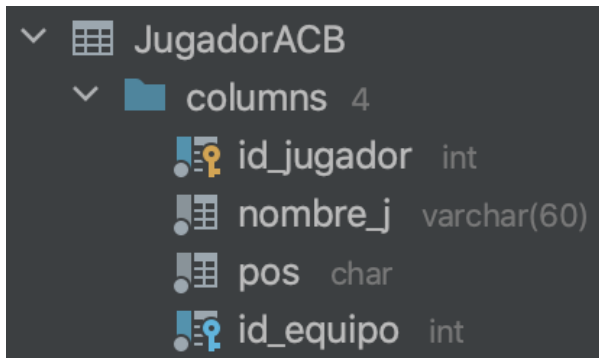 JugadorACB
columns 4
id_jugador int
nombre_j varchar(60)
pos char
id_equipo int